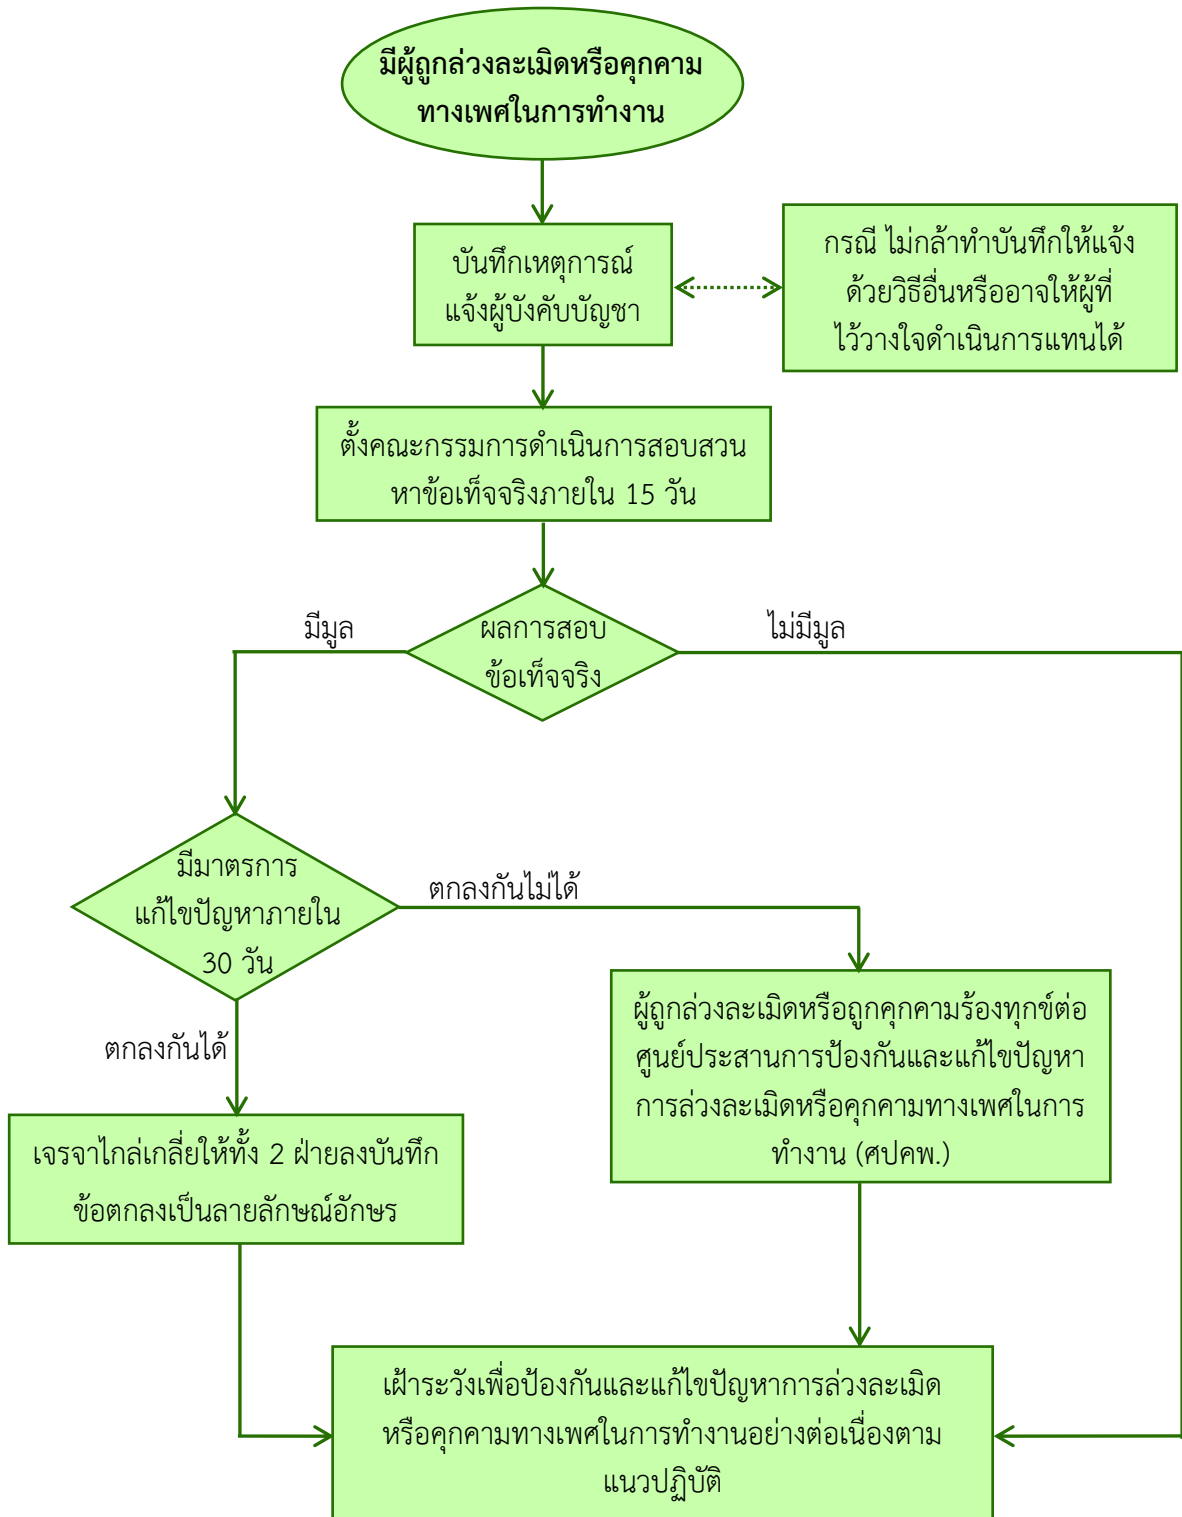 มีผู้ถูกล่วงละเมิดหรือคุกคาม
ทางเพศในการทำงาน
บันทึกเหตุการณ์
แจ้งผู้บังคับบัญชา
กรณี ไม่กล้าทำบันทึกให้แจ้ง
ด้วยวิธีอื่นหรืออาจให้ผู้ที่
ไว้วางใจดำเนินการแทนได้
ตั้งคณะกรรมการดำเนินการสอบสวน
หาข้อเท็จจริงภายใน 15 วัน
มีมูล
ผลการสอบ
ข้อเท็จจริง
ไม่มีมูล
มีมาตรการ
แก้ไขปัญหาภายใน
30 วัน
ตกลงกันไม่ได้
ตกลงกันได้
ผู้ถูกล่วงละเมิดหรือถูกคุกคามร้องทุกข์ต่อ
ศูนย์ประสานการป้องกันและแก้ไขปัญหา
การล่วงละเมิดหรือคุกคามทางเพศในการ
ทำงาน (ศปคพ.)
เจรจาไกล่เกลี่ยให้ทั้ง 2 ฝ่ายลงบันทึก
ข้อตกลงเป็นลายลักษณ์อักษร
เฝ้าระวังเพื่อป้องกันและแก้ไขปัญหาการล่วงละเมิด
หรือคุกคามทางเพศในการทำงานอย่างต่อเนื่องตาม
แนวปฏิบัติ